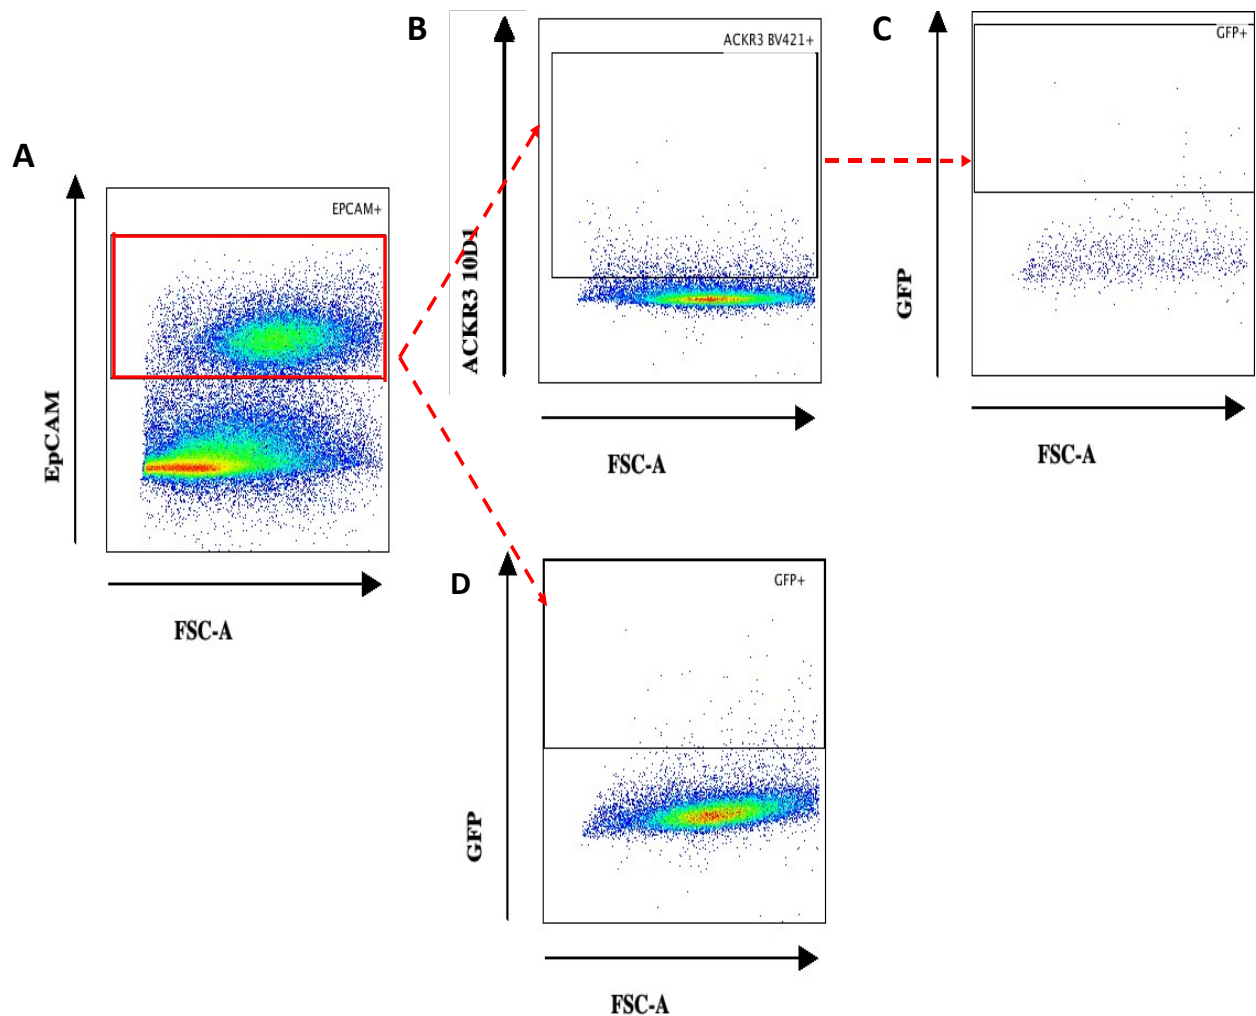 A
EPCAM+
EpCAM
FSC-A
B
ACKR3 BV421+
ACKR3 10D1
FSC-A
C
GFP+
GFP
FSC-A
D
GFP+
GFP
FSC-A